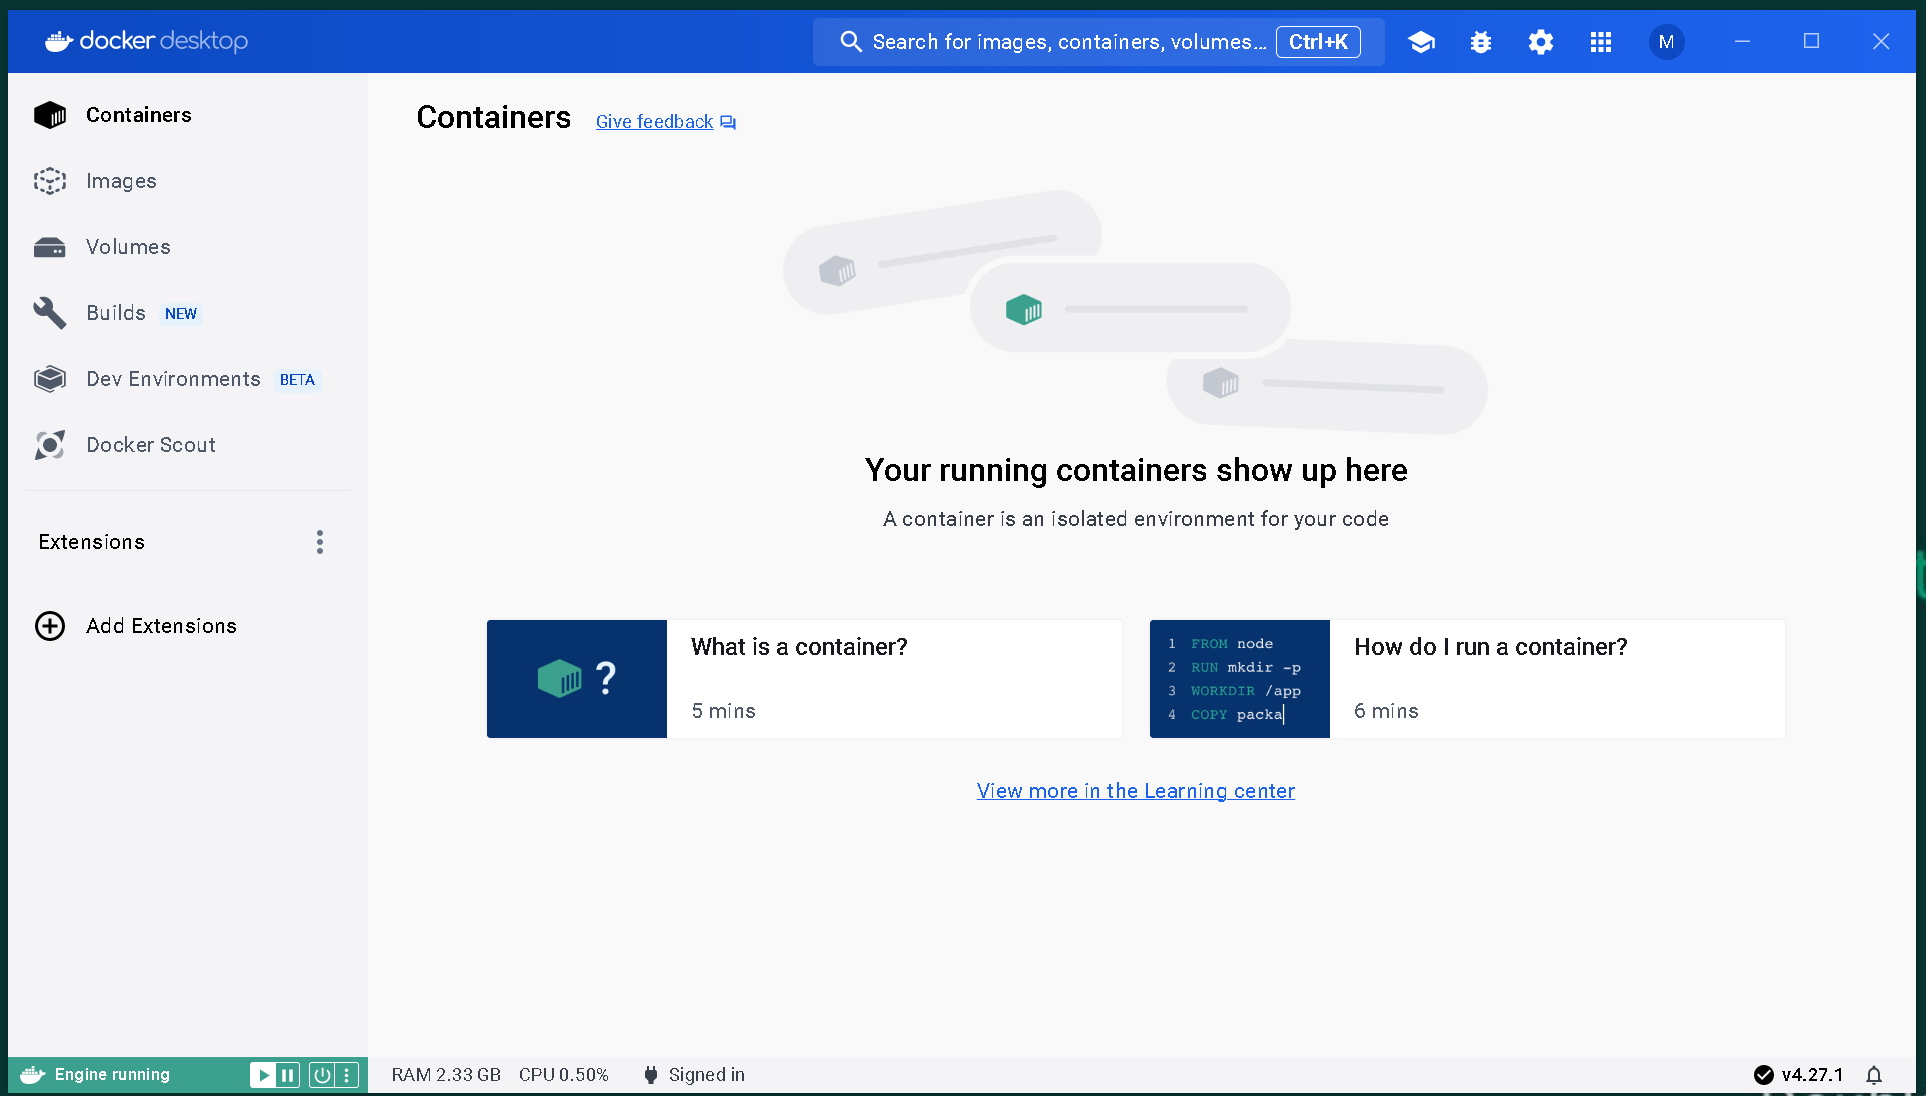 docker desktop
Search for images, containers, volumes... Ctrl+K
M
Containers
Images
Volumes
Builds NEW
Dev Environments BETA
Docker Scout
Extensions
Add Extensions
Containers Give feedback
Your running containers show up here
A container is an isolated environment for your code
?
What is a container?
5 mins
1 FROM node
2 RUN mkdir -p
3 WORKDIR /app
4 COPY packa
How do I run a container?
6 mins
View more in the Learning center
Engine running
RAM 2.33 GB CPU 0.50% Signed in
v4.27.1